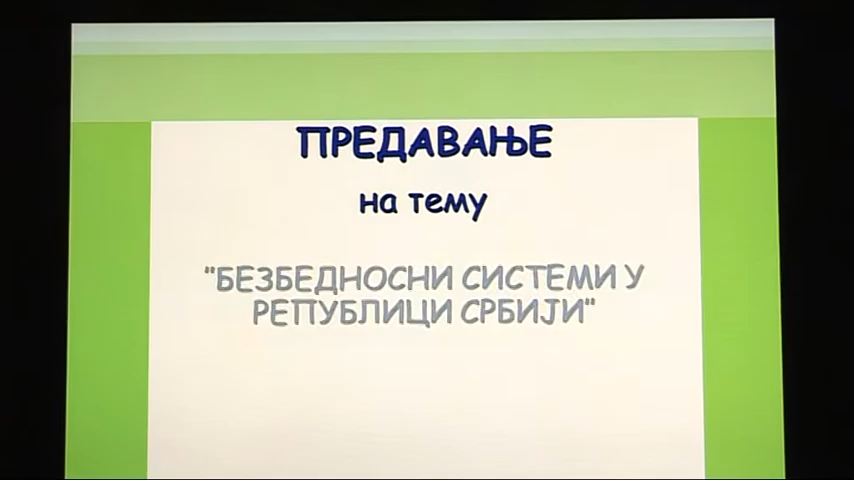 ПРЕДАВАЊЕ
на тему
"БЕЗБЕДНОСНИ СИСТЕМИ У
РЕПУБЛИЦИ СРБИЈИ"